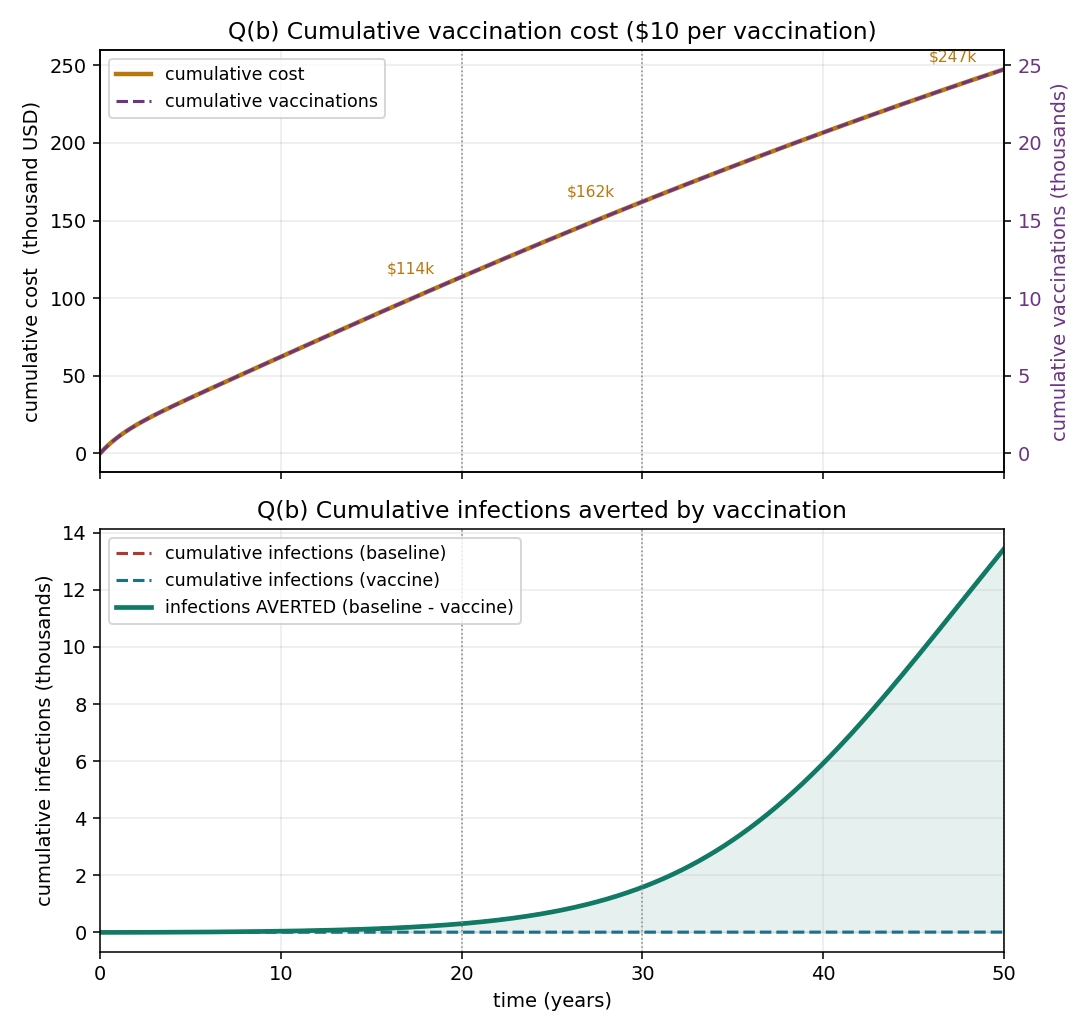 Q(b) Cumulative vaccination cost ($10 per vaccination)
cumulative cost
cumulative vaccinations
cumulative cost  (thousand USD)
250
200
150
100
50
0
$114k
$162k
$247k
25
20
15
10
5
0
cumulative vaccinations (thousands)
Q(b) Cumulative infections averted by vaccination
cumulative infections (baseline)
cumulative infections (vaccine)
infections AVERTED (baseline - vaccine)
cumulative infections (thousands)
14
12
10
8
6
4
2
0
0
10
20
30
40
50
time (years)